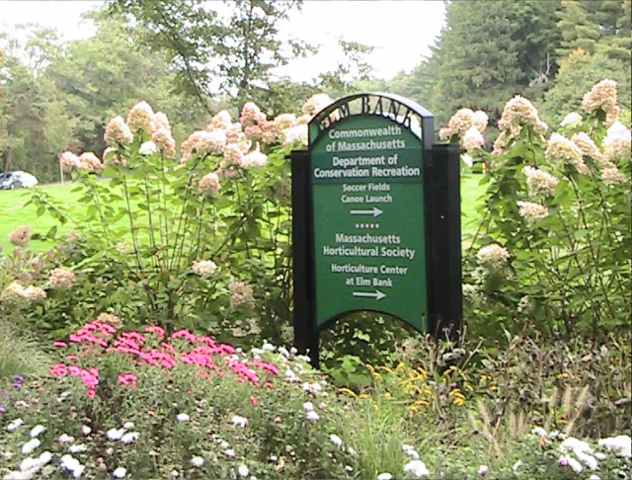 ELM BANK
Commonwealth
of Massachusetts
Department of
Conservation Recreation
Soccer Fields
Canoe Launch
Massachusetts
Horticultural Society
Horticulture Center
at Elm Bank